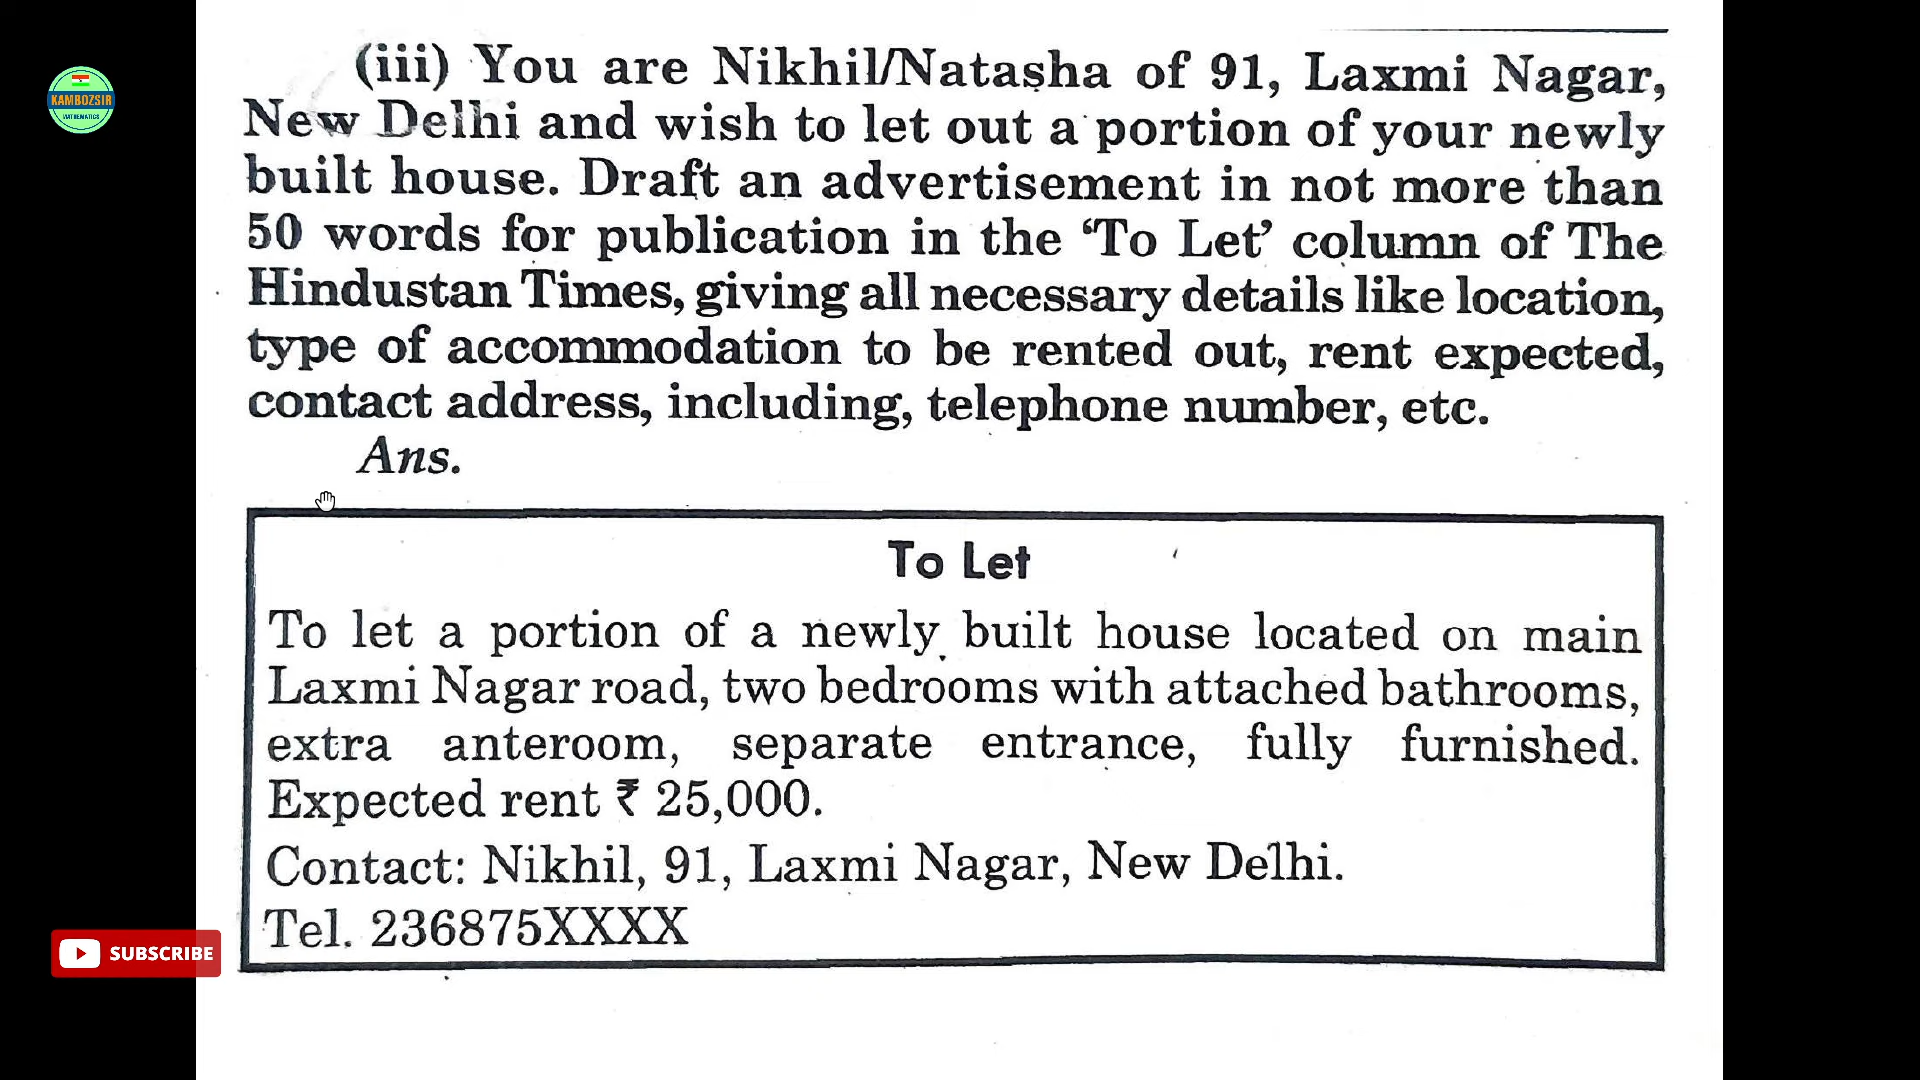 (iii) You are Nikhil/Natasha of 91, Laxmi Nagar,
New Delhi and wish to let out a portion of your newly
built house. Draft an advertisement in not more than
50 words for publication in the ‘To Let’ column of The
Hindustan Times, giving all necessary details like location,
type of accommodation to be rented out, rent expected,
contact address, including, telephone number, etc.
Ans.
To Let
To let a portion of a newly built house located on main
Laxmi Nagar road, two bedrooms with attached bathrooms,
extra anteroom, separate entrance, fully furnished.
Expected rent ₹ 25,000.
Contact: Nikhil, 91, Laxmi Nagar, New Delhi.
Tel. 236875XXXX
KAMBOZSIR
MATHEMATICS
SUBSCRIBE